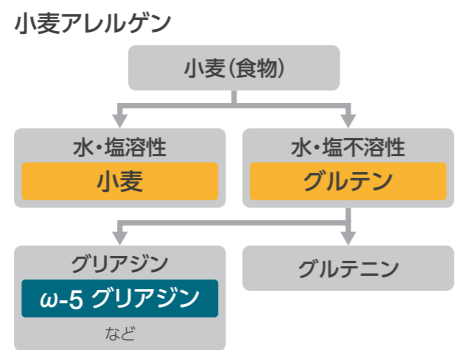 小麦アレルゲン
小麦（食物）
水・塩溶性
小麦
水・塩不溶性
グルテン
グリアジン
ω-5 グリアジン
など
グルテニン